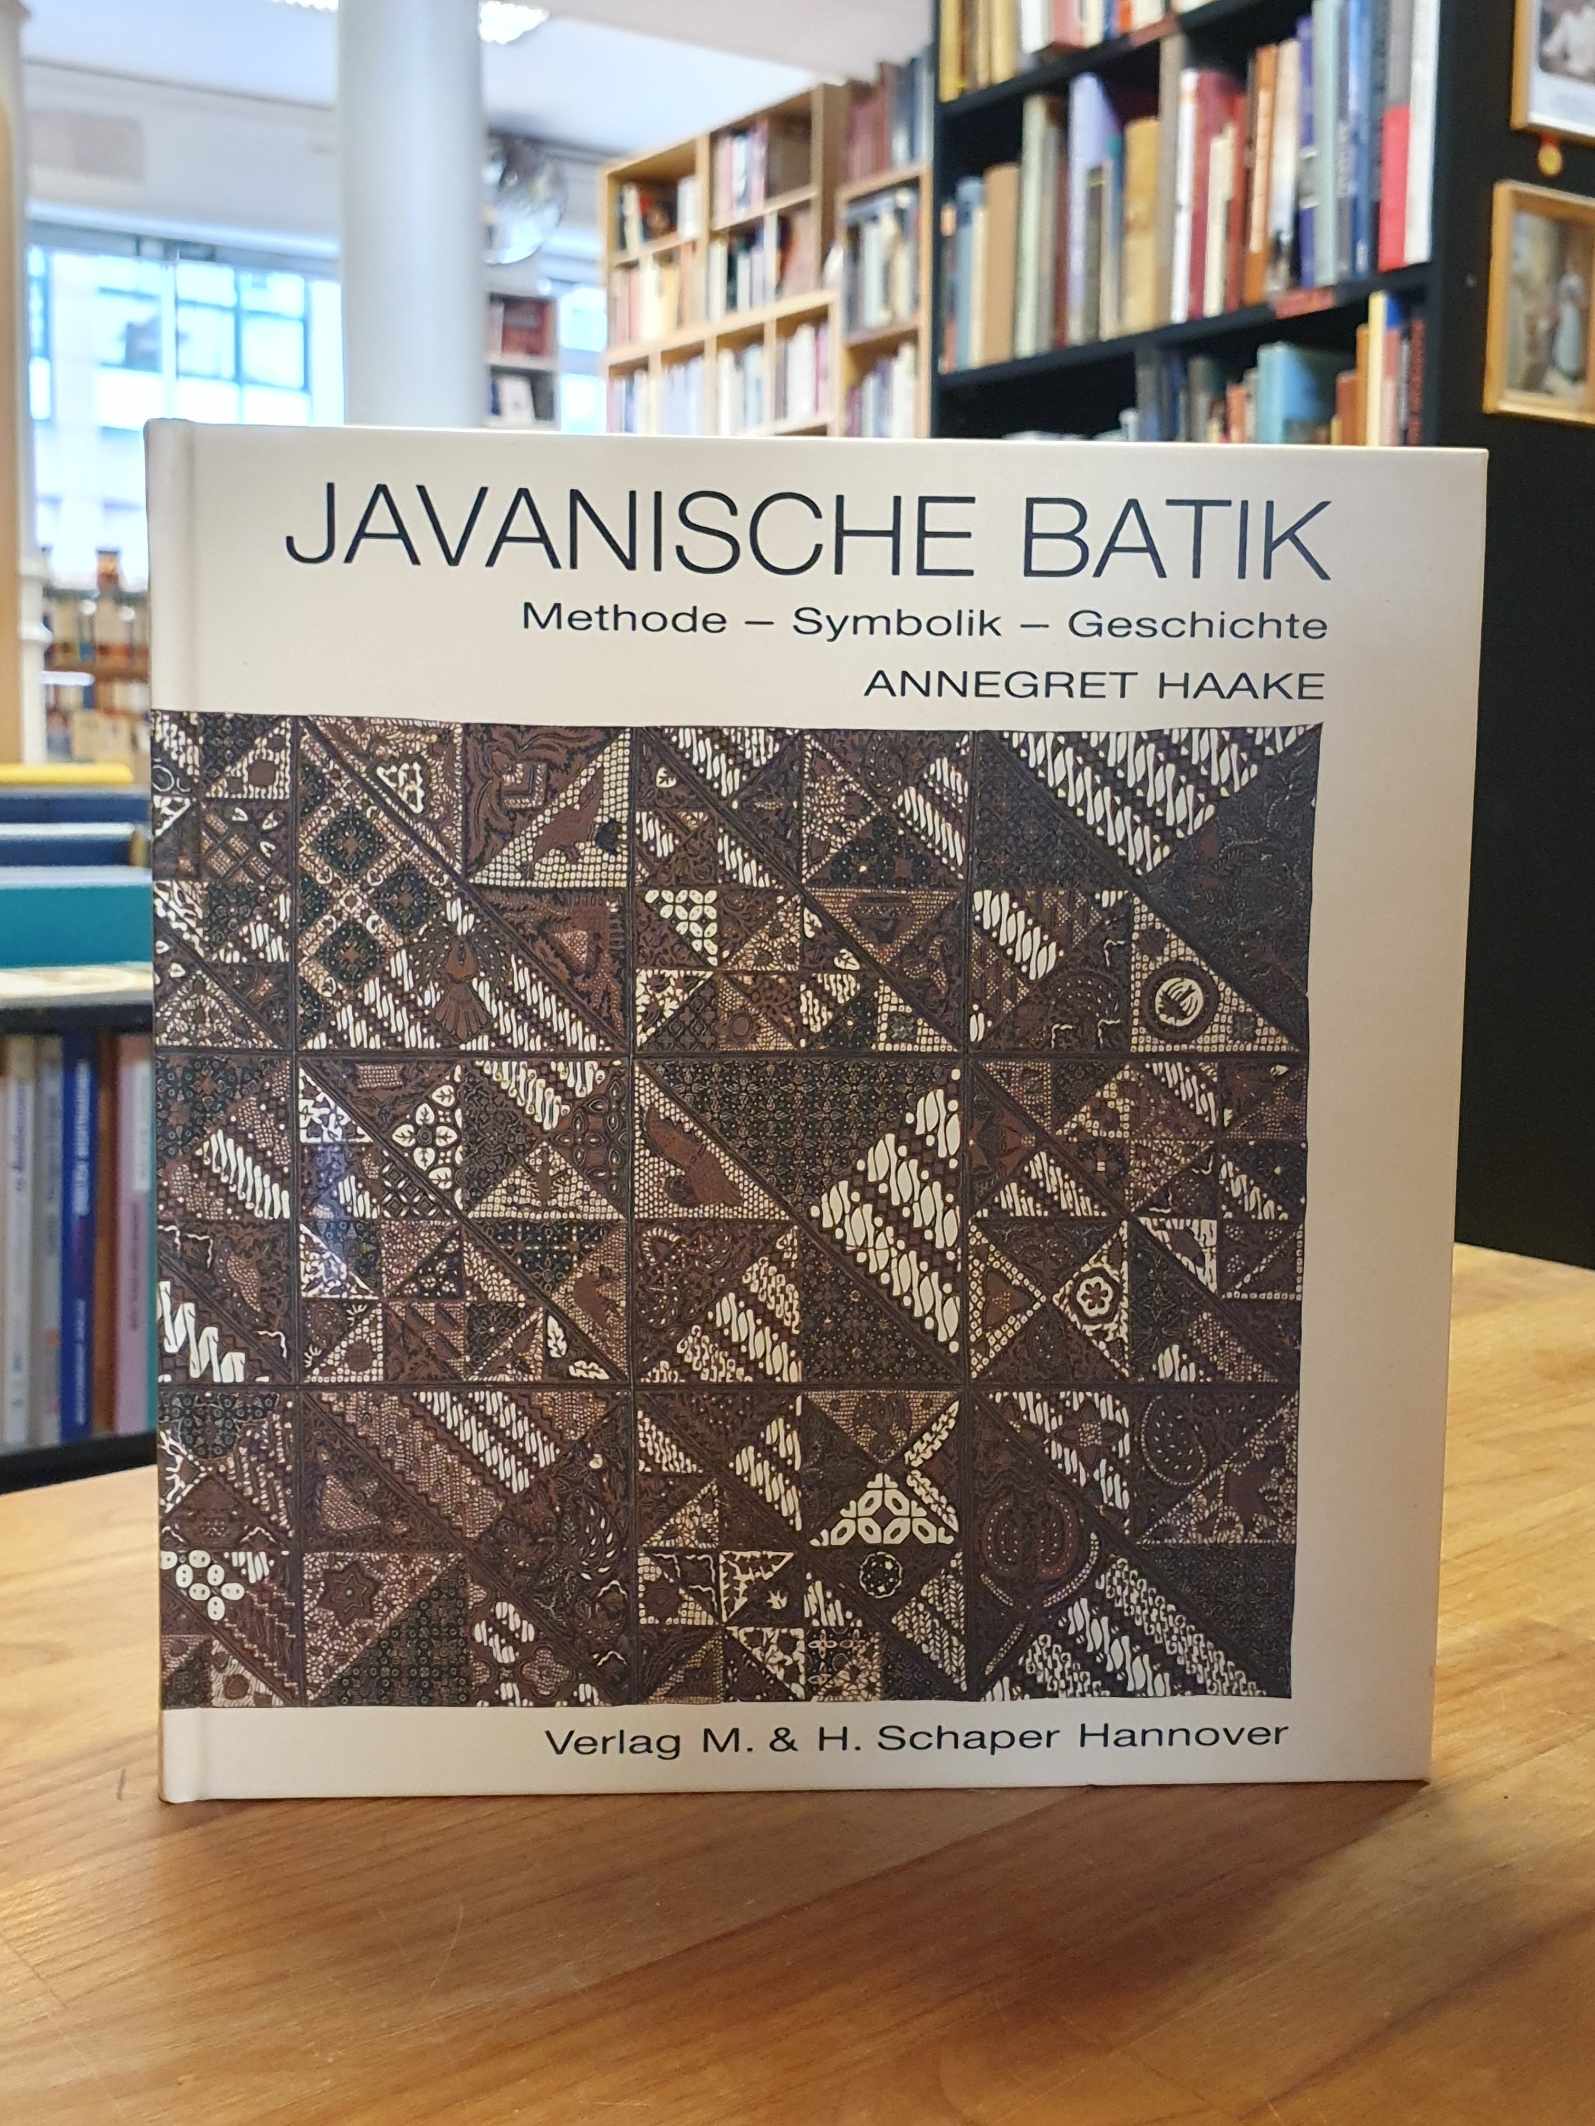 JAVANISCHE BATIK
Methode – Symbolik – Geschichte
ANNEGRET HAAKE
Verlag M. & H. Schaper Hannover